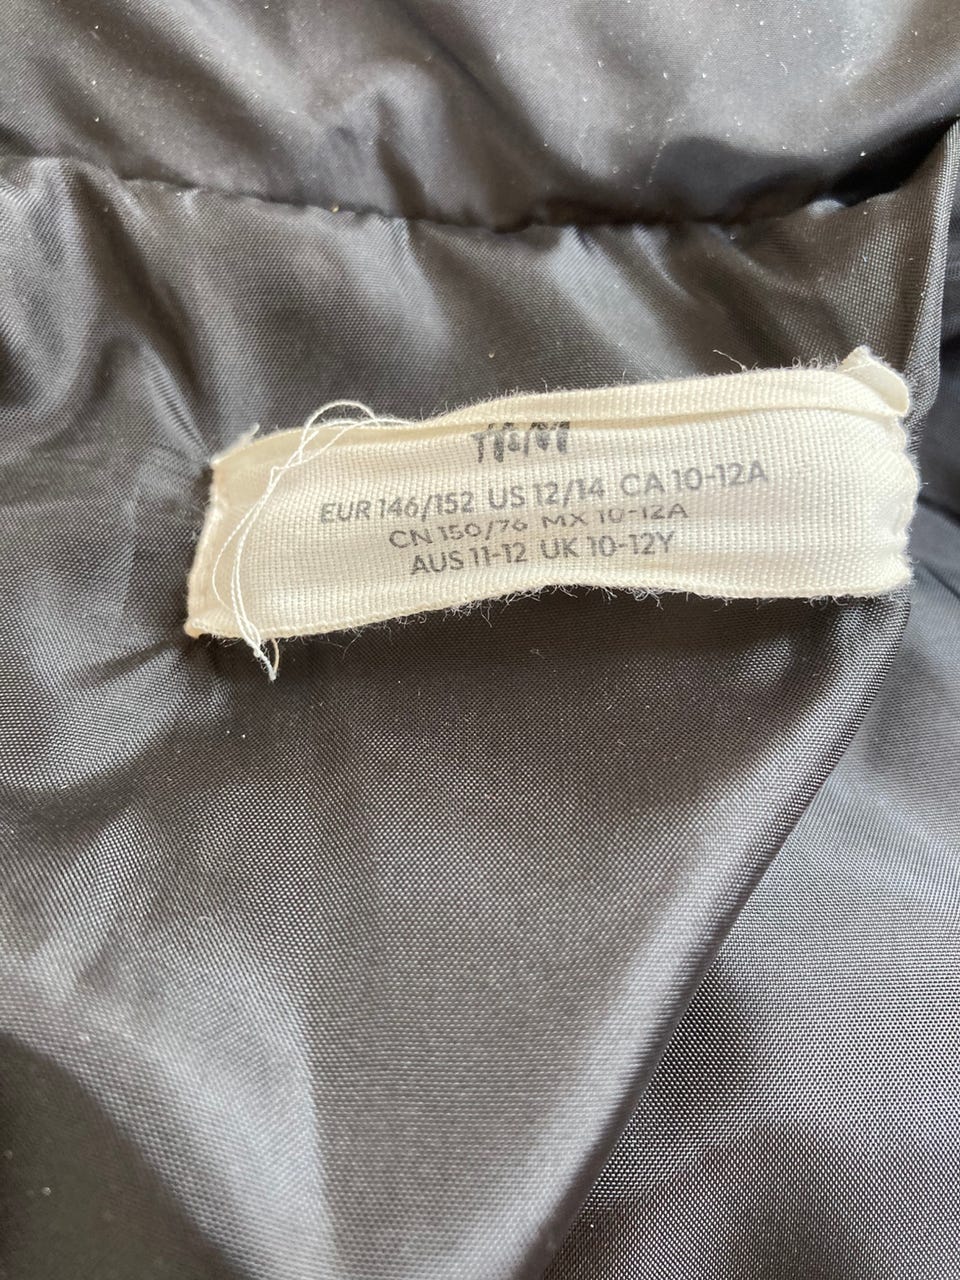 H&M
EUR 146/152 US 12/14 CA 10-12A
CN 150/76 MX 10-12A
AUS 11-12 UK 10-12Y